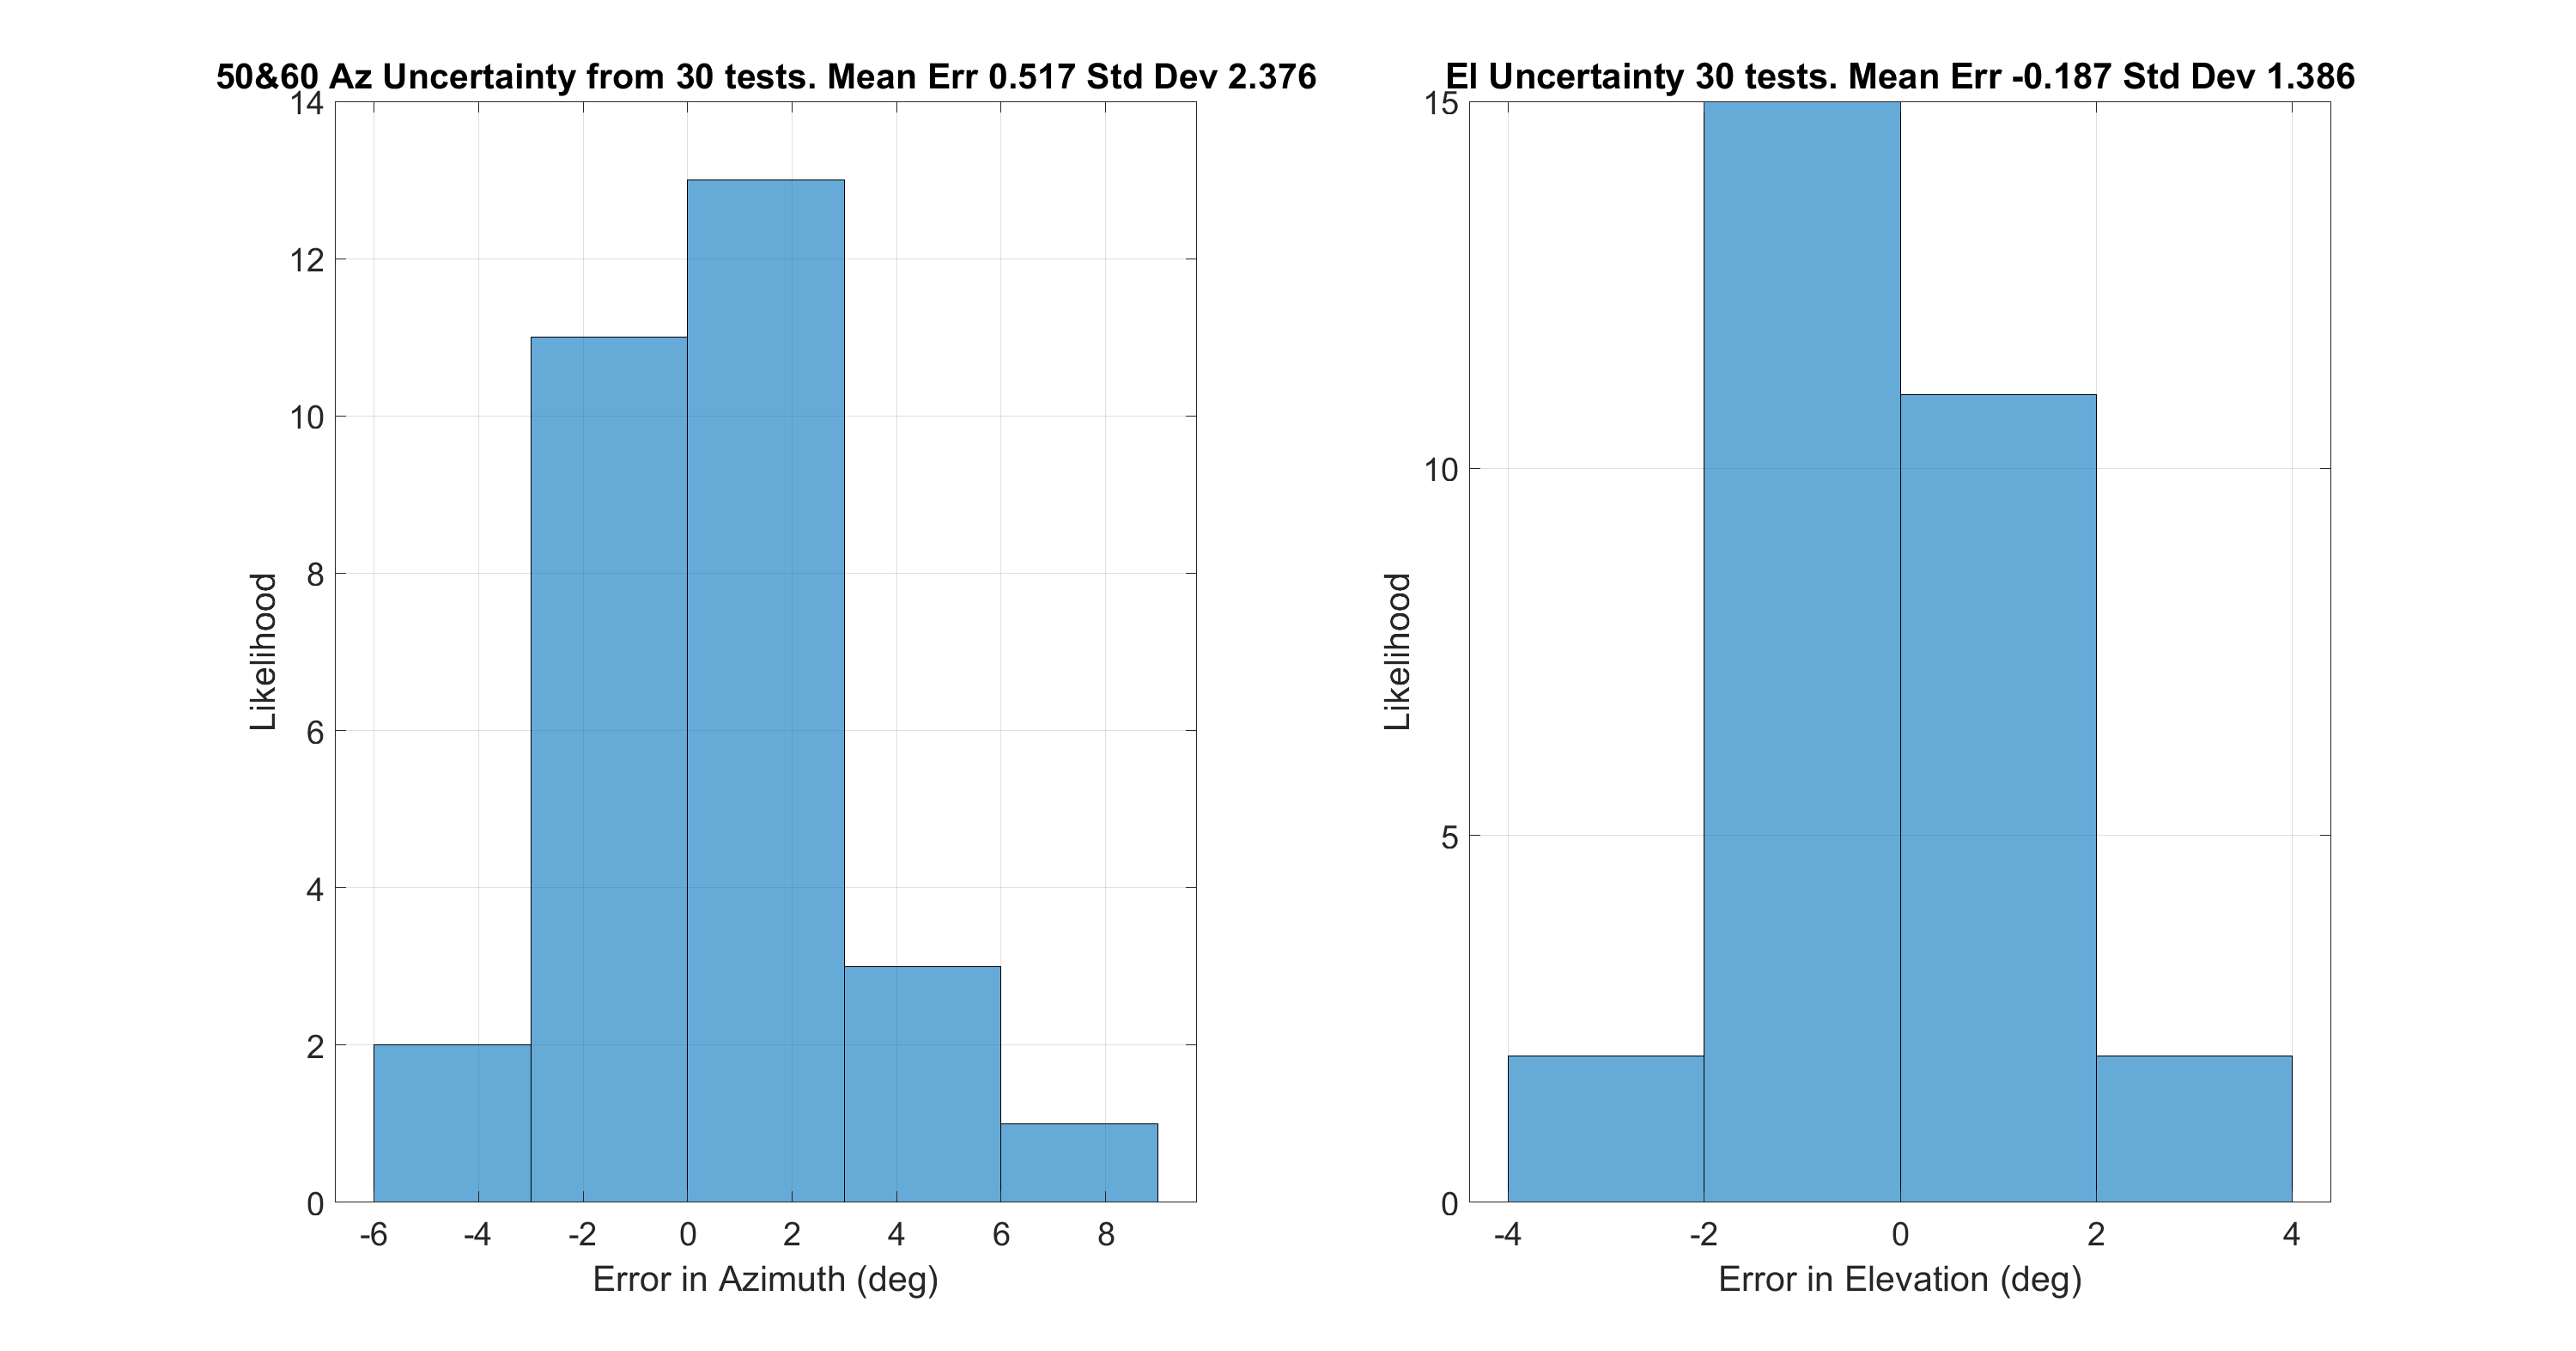 50&60 Az Uncertainty from 30 tests. Mean Err 0.517 Std Dev 2.376
14
12
10
8
6
4
2
0
Likelihood
-6 -4 -2 0 2 4 6 8
Error in Azimuth (deg)
El Uncertainty 30 tests. Mean Err -0.187 Std Dev 1.386
15
10
5
0
Likelihood
-4 -2 0 2 4
Error in Elevation (deg)